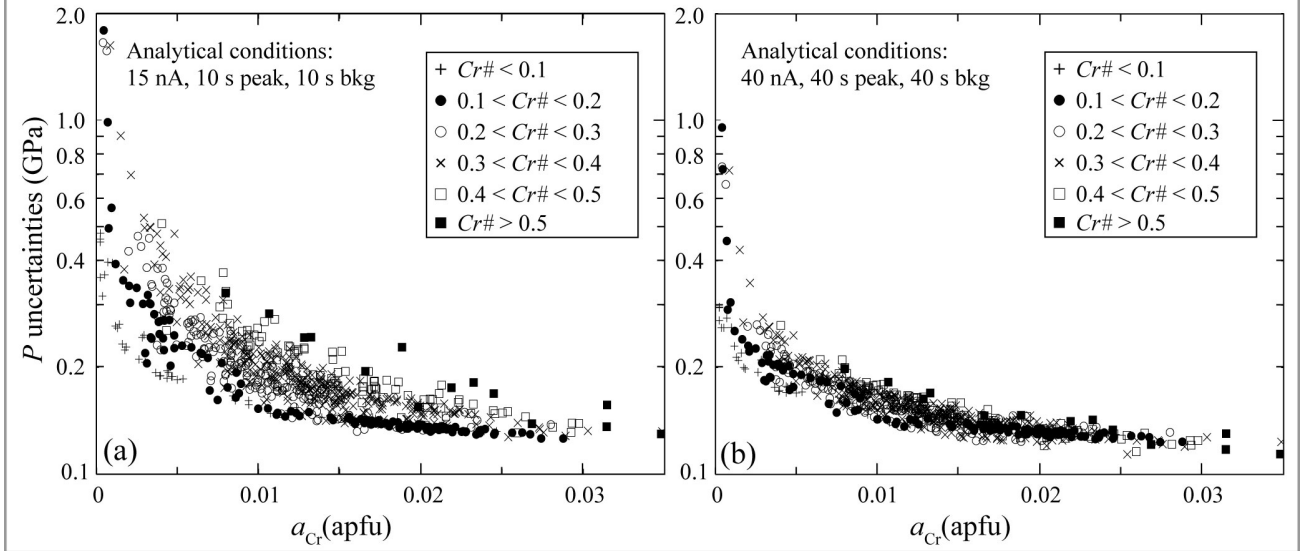 P uncertainties (GPa)
2.0
1.0
0.8
0.6
0.4
0.2
0.1
Analytical conditions:
15 nA, 10 s peak, 10 s bkg
Cr# < 0.1
0.1 < Cr# < 0.2
0.2 < Cr# < 0.3
0.3 < Cr# < 0.4
0.4 < Cr# < 0.5
Cr# > 0.5
(a)
0 0.01 0.02 0.03
a_Cr(apfu)
2.0
1.0
0.8
0.6
0.4
0.2
0.1
Analytical conditions:
40 nA, 40 s peak, 40 s bkg
Cr# < 0.1
0.1 < Cr# < 0.2
0.2 < Cr# < 0.3
0.3 < Cr# < 0.4
0.4 < Cr# < 0.5
Cr# > 0.5
(b)
0 0.01 0.02 0.03
a_Cr(apfu)